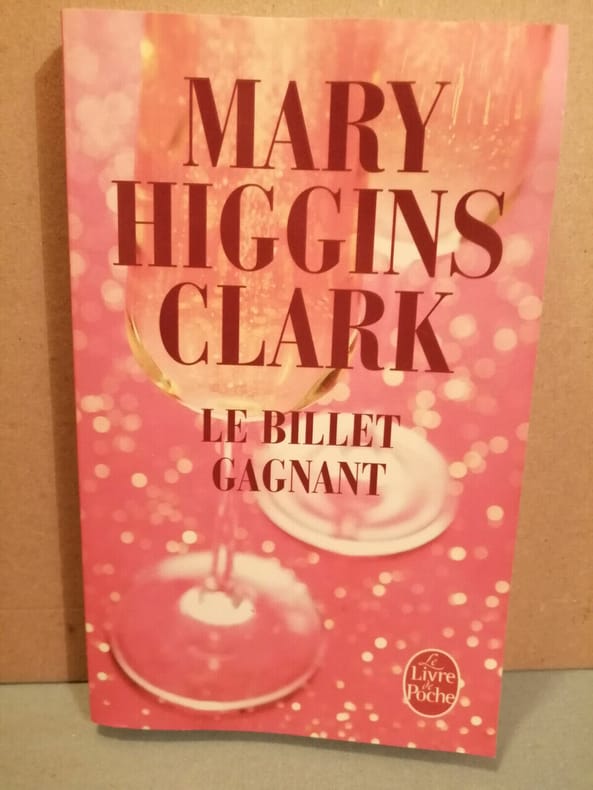 MARY
HIGGINS
CLARK
LE BILLET
GAGNANT
Le
LIVRE
de
POCHE